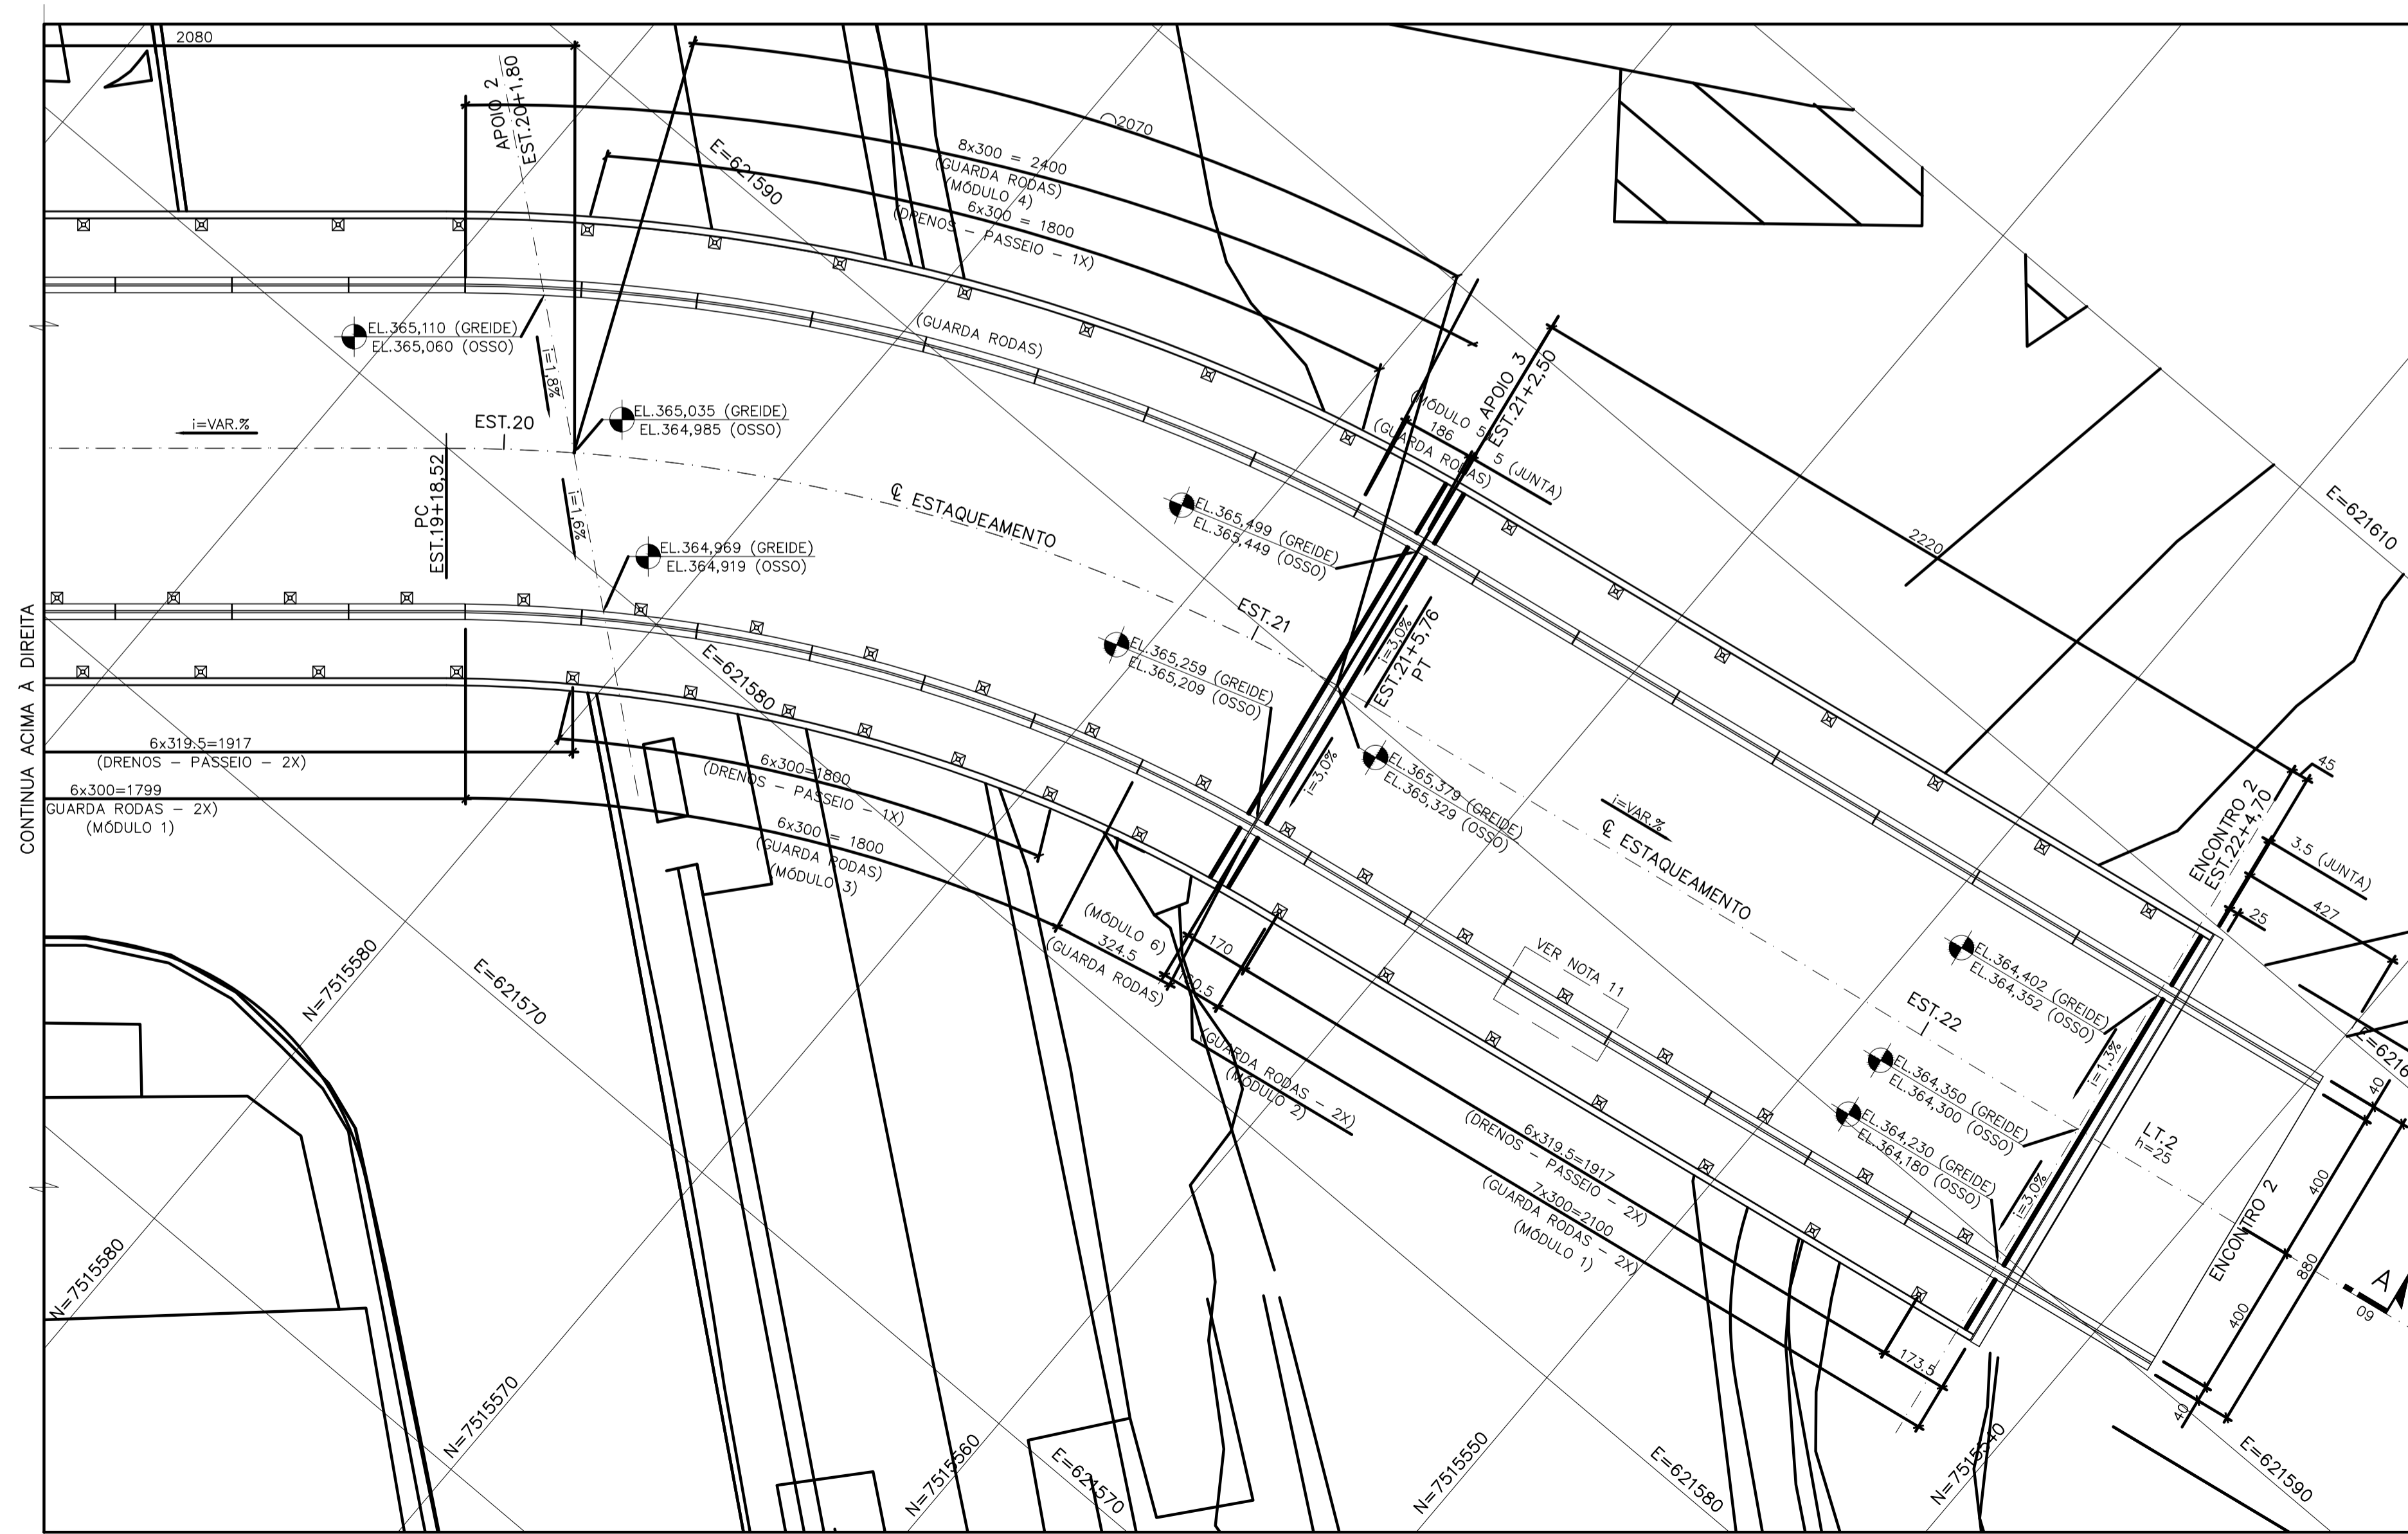 2080
APOIO 2
EST.20+1,80
2070
8x300 = 2400
(GUARDA RODAS)
(MÓDULO 4)
6x300 = 1800
(DRENOS - PASSEIO - 1X)
E=621590
(GUARDA RODAS)
EL.365,110 (GREIDE)
EL.365,060 (OSSO)
i=1,8%
EL.365,035 (GREIDE)
EL.364,985 (OSSO)
i=VAR.%
EST.20
PC
EST.19+18,52
i=1,6%
EL.364,969 (GREIDE)
EL.364,919 (OSSO)
℄ ESTAQUEAMENTO
APOIO 3
EST.21+2,50
(MÓDULO 5)
186
(GUARDA RODAS)
5 (JUNTA)
EL.365,499 (GREIDE)
EL.365,449 (OSSO)
2220
E=621610
EST.21
i=3,0%
EST.21+5,76
PT
EL.365,259 (GREIDE)
EL.365,209 (OSSO)
i=3,0%
EL.365,379 (GREIDE)
EL.365,329 (OSSO)
i=VAR.%
℄ ESTAQUEAMENTO
E=621580
CONTINUA ACIMA À DIREITA
6x319.5=1917
(DRENOS - PASSEIO - 2X)
6x300=1799
GUARDA RODAS - 2X)
(MÓDULO 1)
6x300=1800
(DRENOS - PASSEIO - 1X)
6x300 = 1800
(GUARDA RODAS)
(MÓDULO 3)
(MÓDULO 6)
324.5
(GUARDA RODAS)
170
(GUARDA RODAS - 2X)
(MÓDULO 2)
VER NOTA 11
45
ENCONTRO 2
EST.22+4,70
3.5 (JUNTA)
427
25
EL.364,402 (GREIDE)
EL.364,352 (OSSO)
EST.22
i=1,3%
EL.364,350 (GREIDE)
EL.364,300 (OSSO)
EL.364,230 (GREIDE)
EL.364,180 (OSSO)
i=3,0%
LT.2
h=25
40
400
ENCONTRO 2
880
400
40
A
09
6x319.5=1917
(DRENOS - PASSEIO - 2X)
7x300=2100
(GUARDA RODAS - 2X)
(MÓDULO 1)
173.5
N=7515580
E=621570
N=7515580
N=7515570
N=7515560
E=621570
N=7515550
E=621580
N=7515540
E=621590